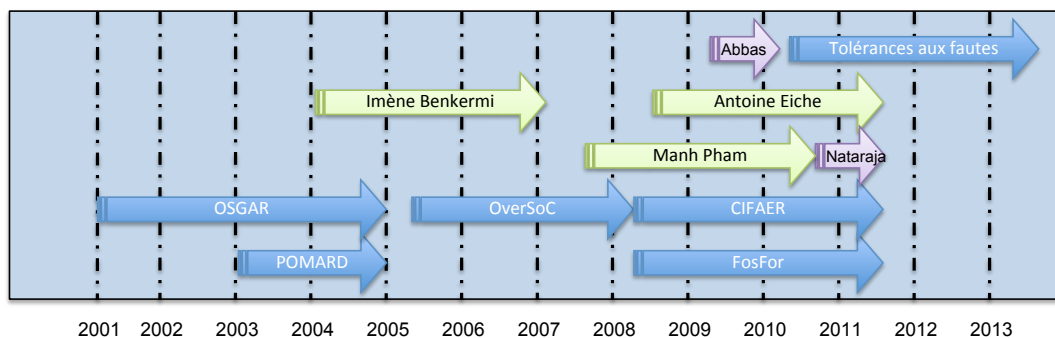 Abbas
Tolérances aux fautes
Imène Benkermi
Antoine Eiche
Manh Pham
Nataraja
OSGAR
OverSoC
CIFAER
POMARD
FosFor
2001 2002 2003 2004 2005 2006 2007 2008 2009 2010 2011 2012 2013